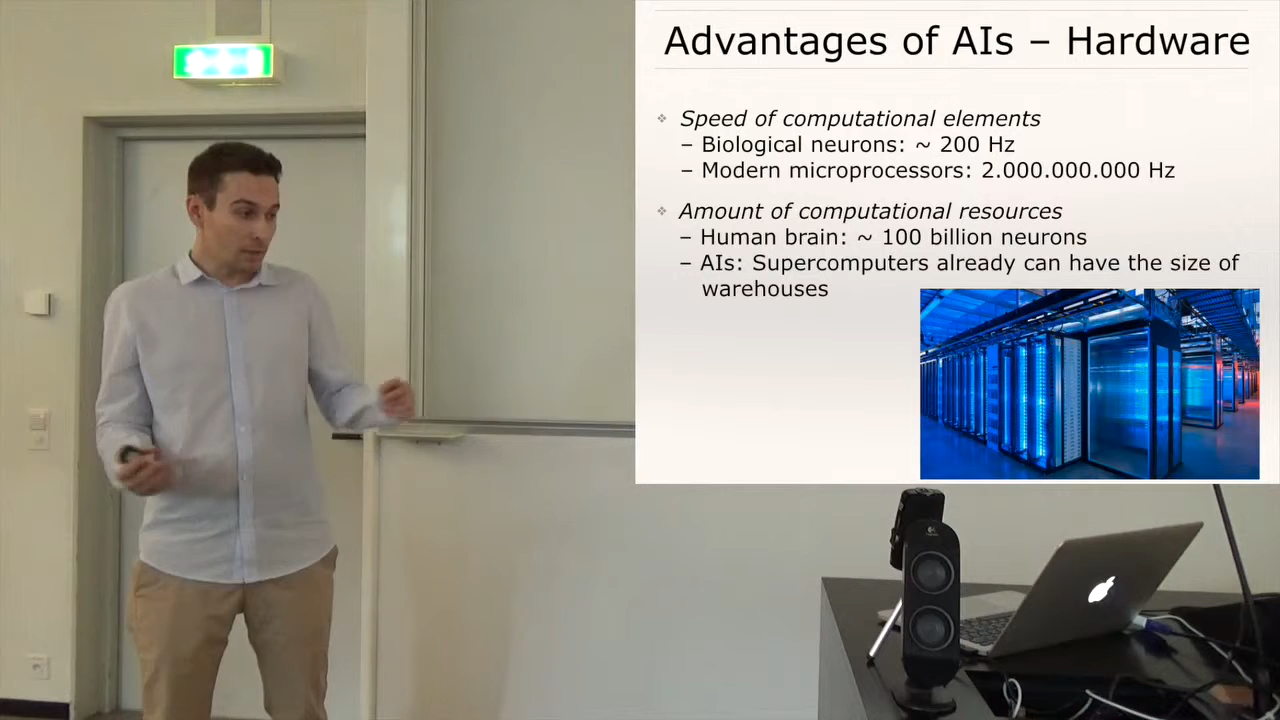 Advantages of AIs – Hardware
❖ Speed of computational elements
– Biological neurons: ~ 200 Hz
– Modern microprocessors: 2.000.000.000 Hz
❖ Amount of computational resources
– Human brain: ~ 100 billion neurons
– AIs: Supercomputers already can have the size of
warehouses